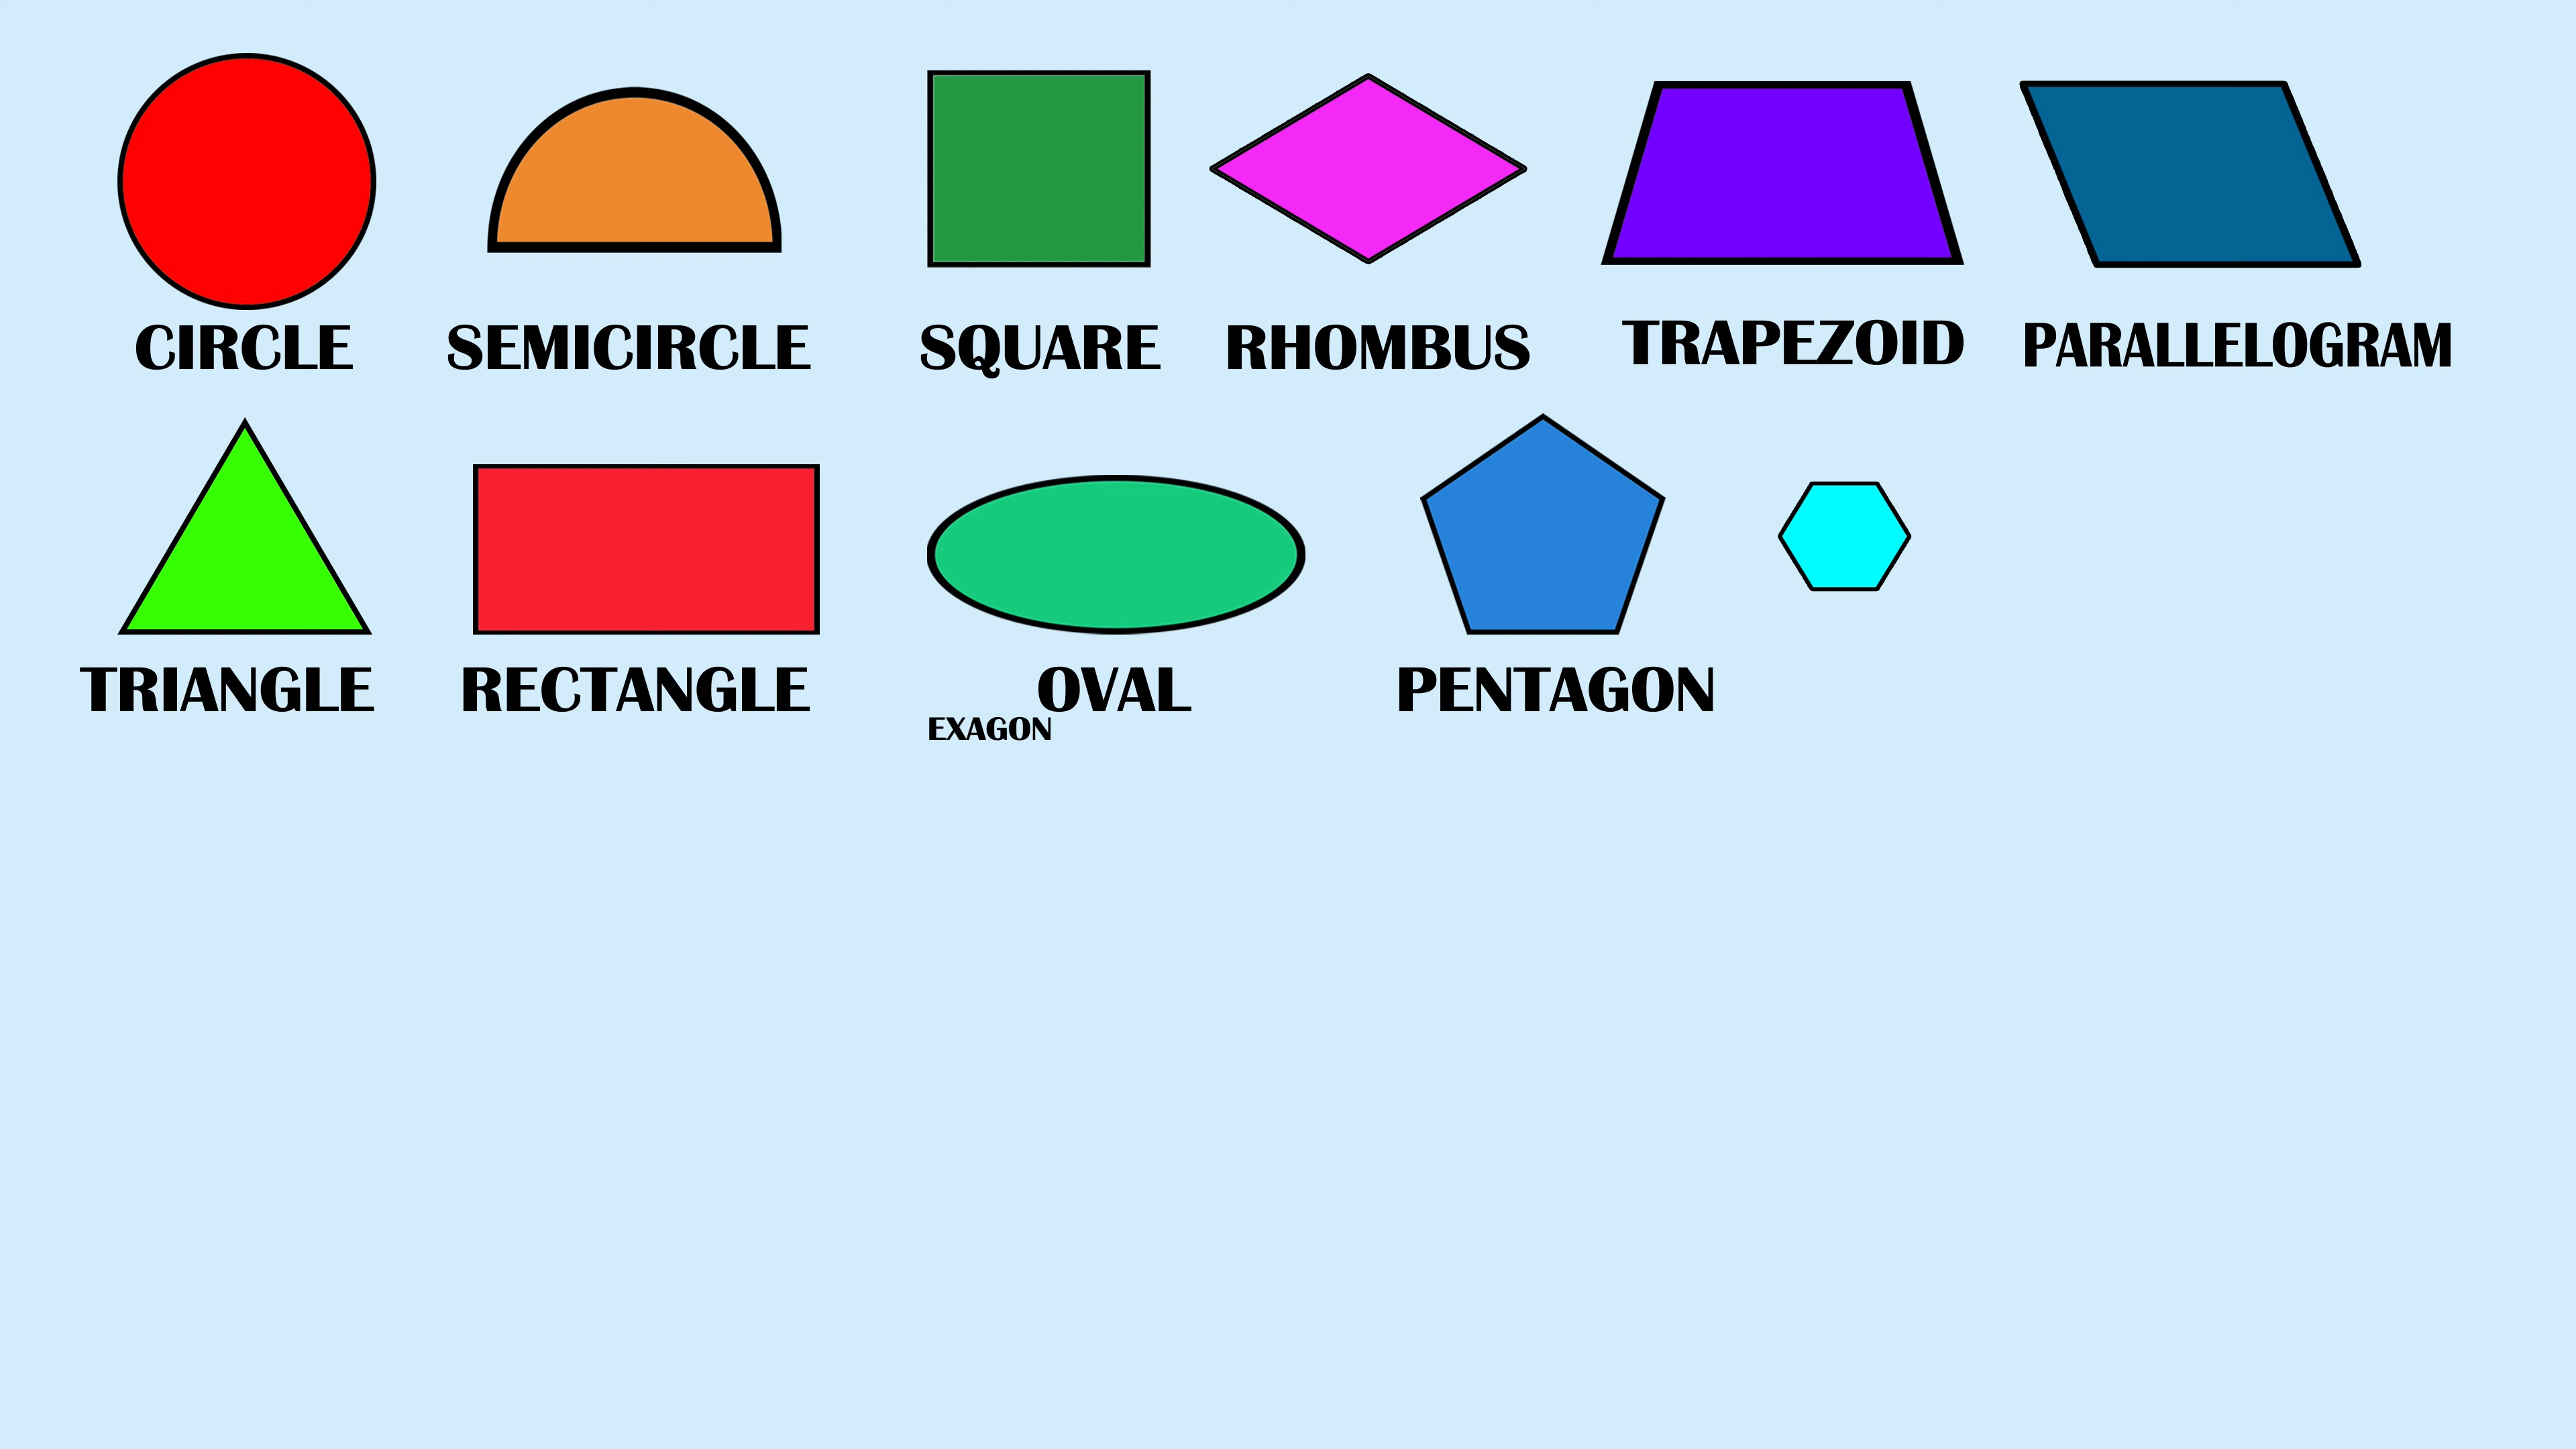 CIRCLE
SEMICIRCLE
SQUARE
RHOMBUS
TRAPEZOID
PARALLELOGRAM
TRIANGLE
RECTANGLE
OVAL
PENTAGON
EXAGON